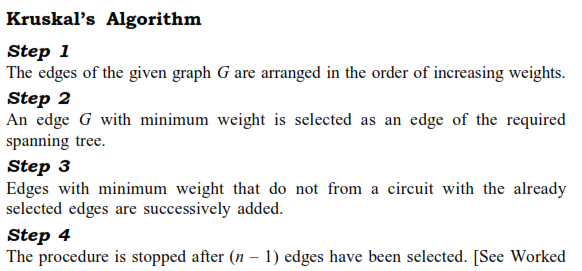 Kruskal's Algorithm
Step 1
The edges of the given graph G are arranged in the order of increasing weights.
Step 2
An edge G with minimum weight is selected as an edge of the required
spanning tree.
Step 3
Edges with minimum weight that do not from a circuit with the already
selected edges are successively added.
Step 4
The procedure is stopped after (n – 1) edges have been selected. [See Worked